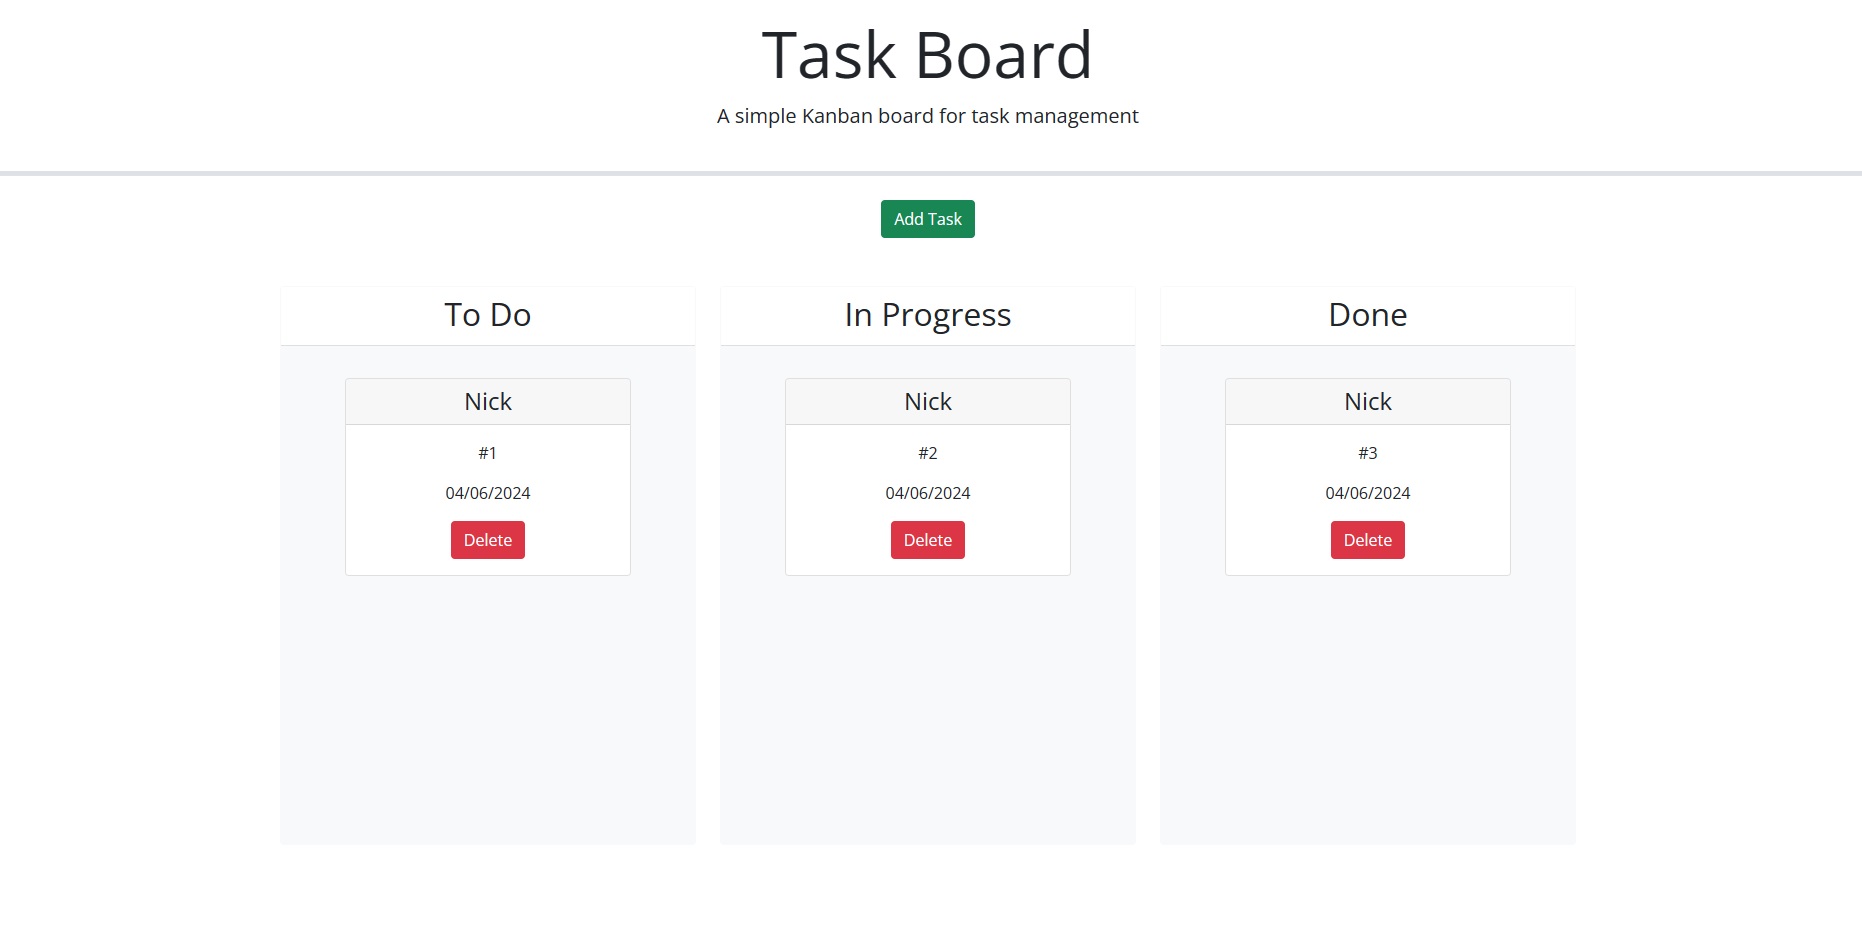 Task Board
A simple Kanban board for task management
Add Task
To Do
Nick
#1
04/06/2024
Delete
In Progress
Nick
#2
04/06/2024
Delete
Done
Nick
#3
04/06/2024
Delete